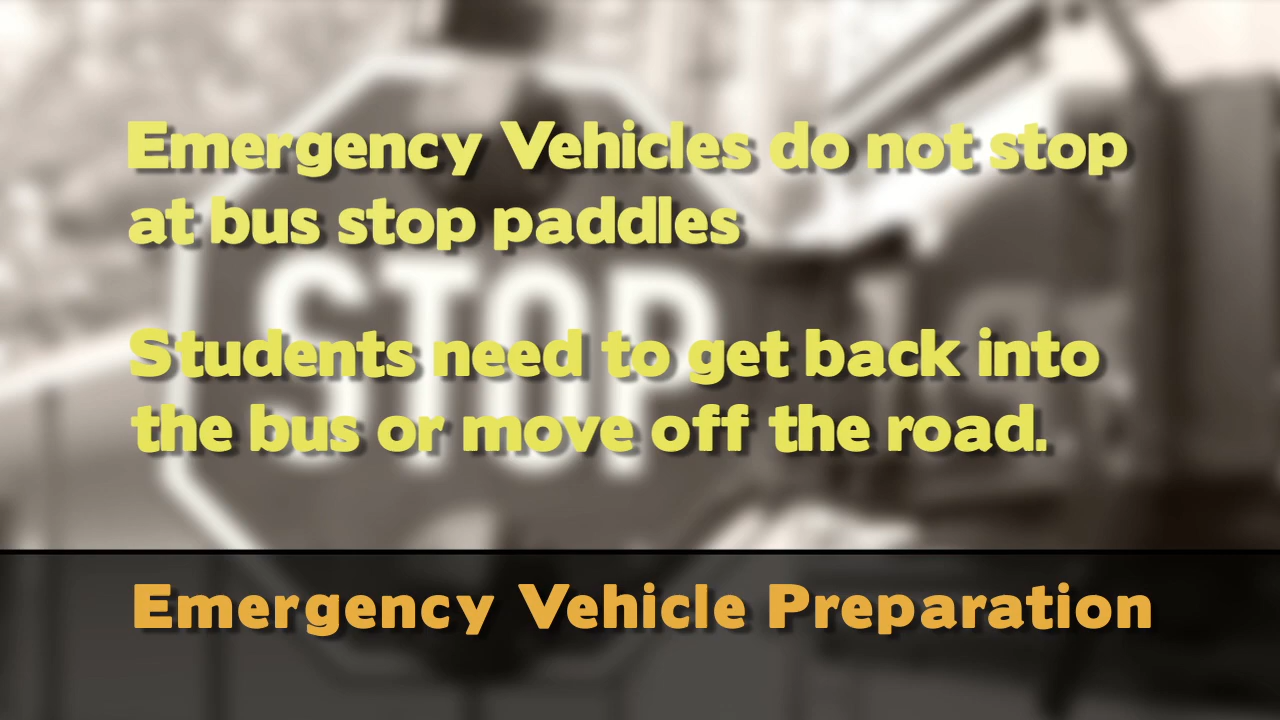 Emergency Vehicles do not stop
at bus stop paddles
STOP
Students need to get back into
the bus or move off the road.
Emergency Vehicle Preparation